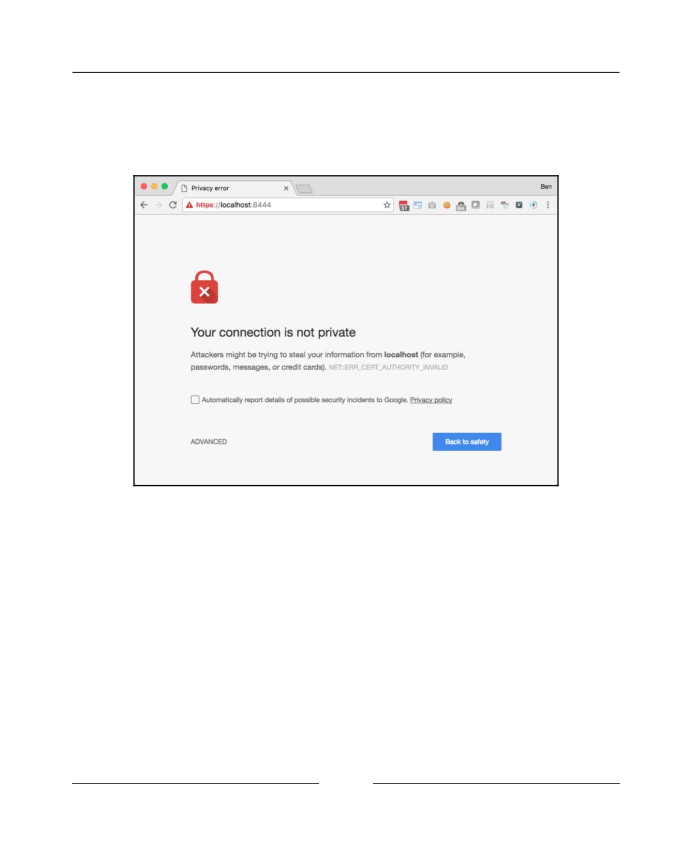 Privacy error
Ben
https://localhost:8444
37
Your connection is not private
Attackers might be trying to steal your information from localhost (for example,
passwords, messages, or credit cards). NET::ERR_CERT_AUTHORITY_INVALID
Automatically report details of possible security incidents to Google. Privacy policy
ADVANCED
Back to safety